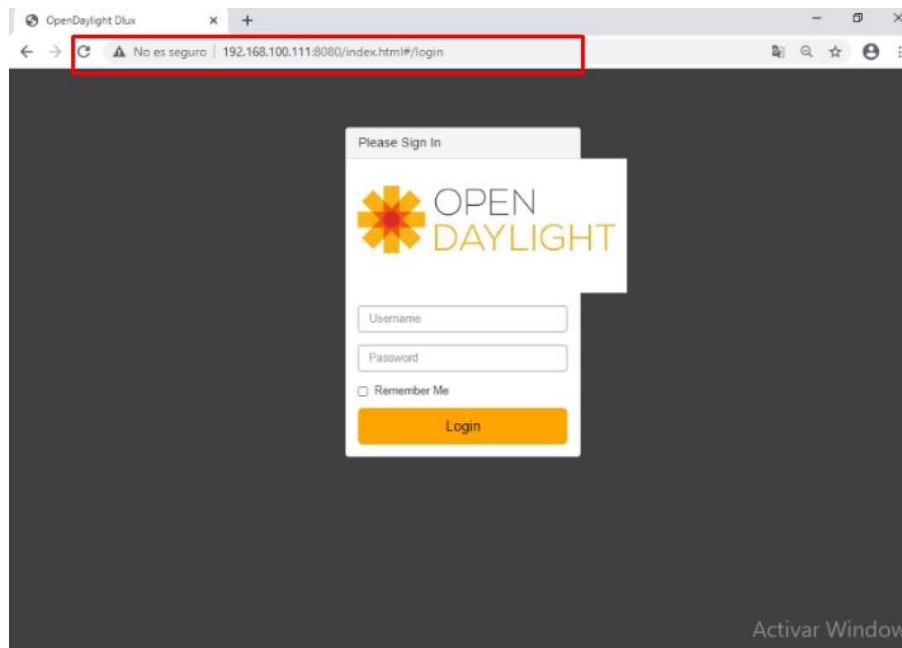 OpenDaylight Dlux
No es seguro | 192.168.100.111:8080/index.html#/login
Please Sign In
OPEN
DAYLIGHT
Username
Password
Remember Me
Login
Activar Window